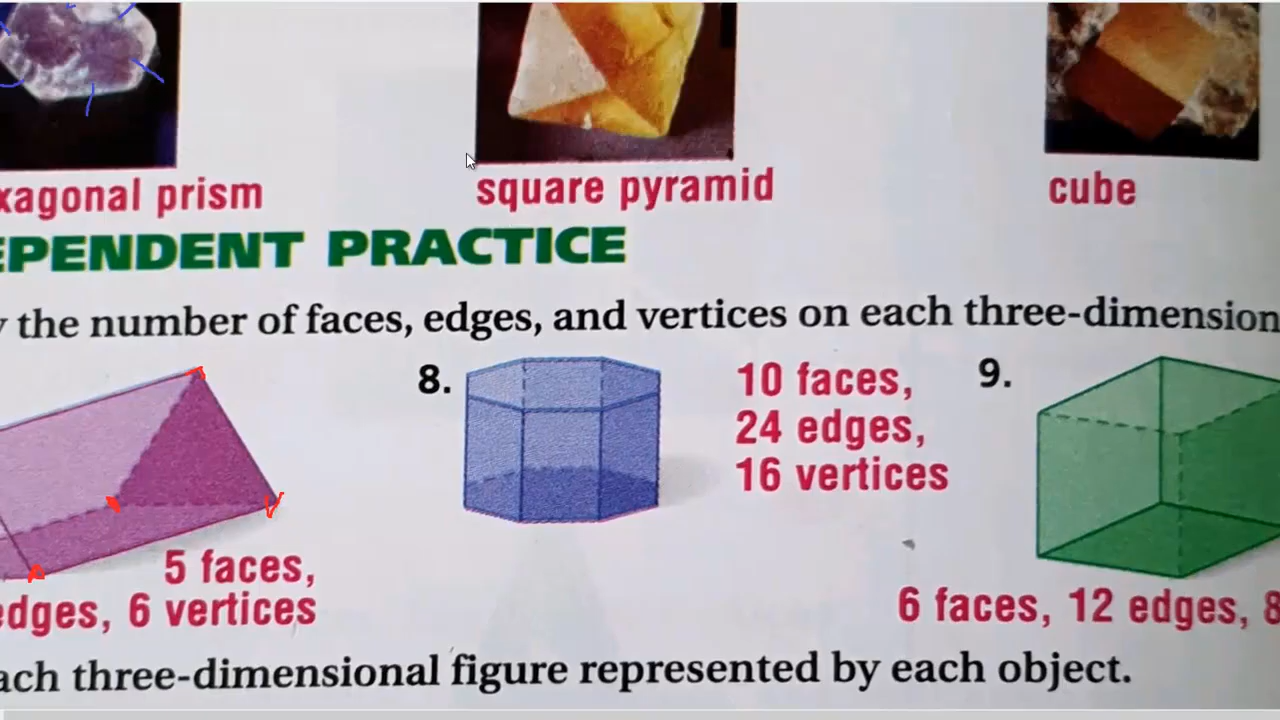 xagonal prism
square pyramid
cube
EPENDENT PRACTICE
y the number of faces, edges, and vertices on each three-dimension
8.
10 faces,
24 edges,
16 vertices
9.
5 faces,
edges, 6 vertices
6 faces, 12 edges, 8
ach three-dimensional figure represented by each object.